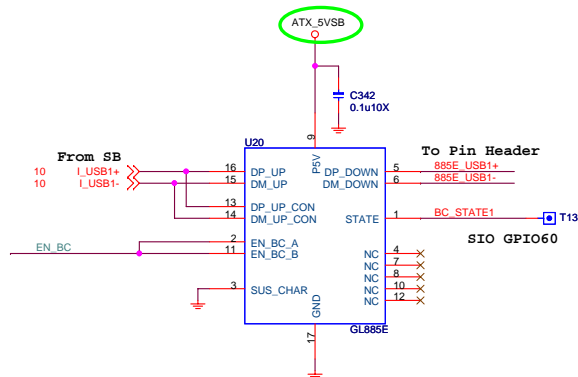 ATX_5VSB
C342
0.1u10X
U20
9
P5V
From SB
To Pin Header
10 I_USB1+ 16 DP_UP DP_DOWN 5 885E_USB1+
10 I_USB1- 15 DM_UP DM_DOWN 6 885E_USB1-
13 DP_UP_CON
14 DM_UP_CON STATE 1 BC_STATE1 T13
SIO GPIO60
EN_BC
2 EN_BC_A
11 EN_BC_B
NC 4
NC 7
NC 8
3 SUS_CHAR NC 10
NC 12
GND
17
GL885E